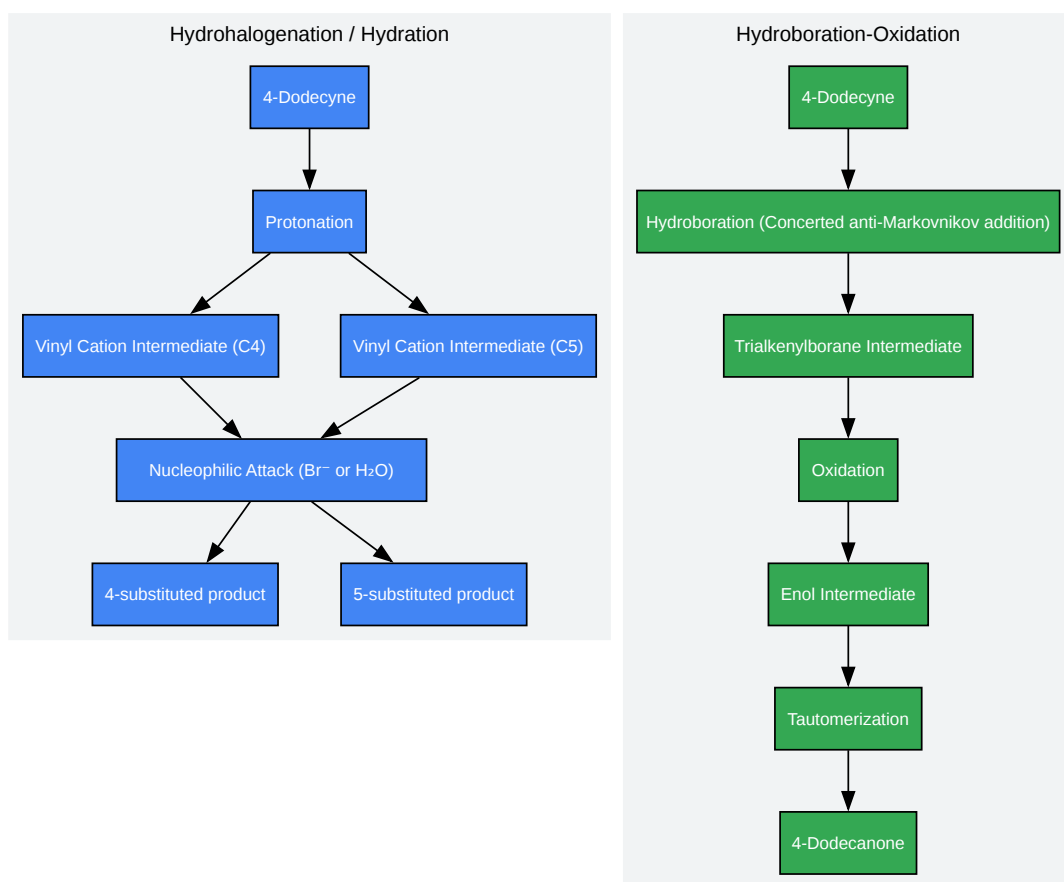 Hydrohalogenation / Hydration
4-Dodecyne
Protonation
Vinyl Cation Intermediate (C4)
Vinyl Cation Intermediate (C5)
Nucleophilic Attack (Br⁻ or H₂O)
4-substituted product
5-substituted product
Hydroboration-Oxidation
4-Dodecyne
Hydroboration (Concerted anti-Markovnikov addition)
Trialkenylborane Intermediate
Oxidation
Enol Intermediate
Tautomerization
4-Dodecanone